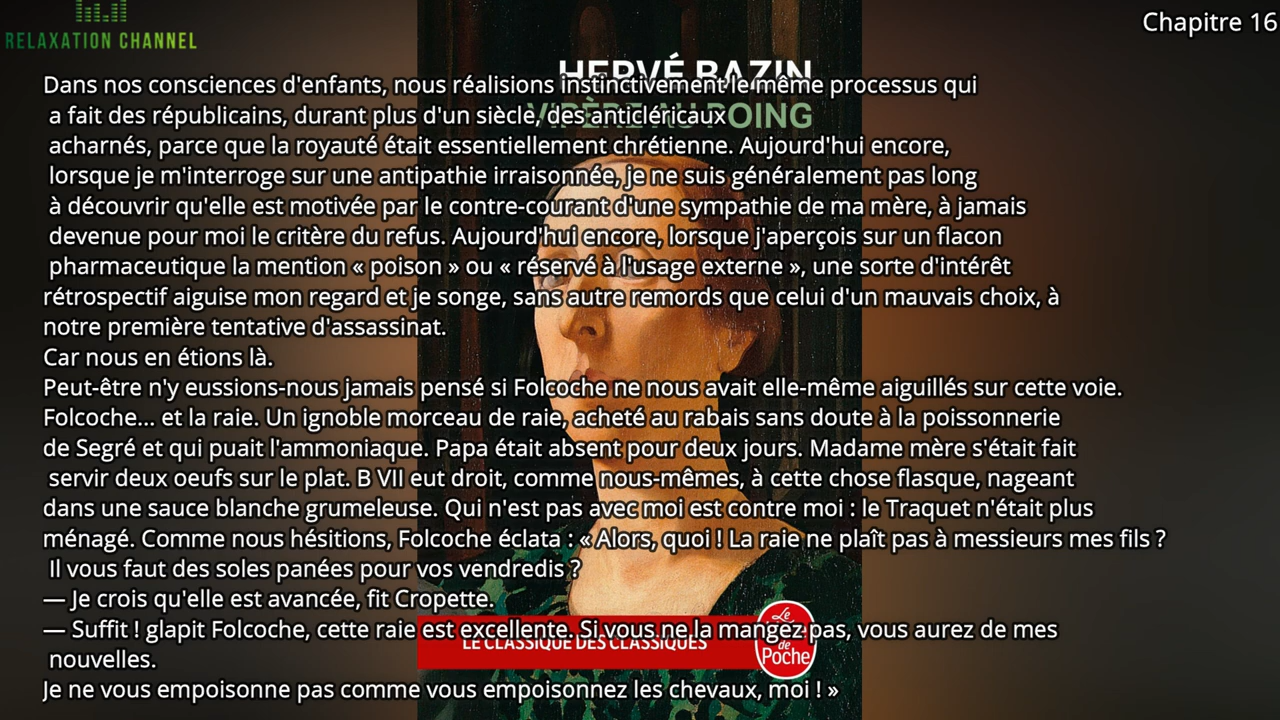 RELAXATION CHANNEL
Chapitre 16
HERVÉ BAZIN
VIPÈRE AU POING
Dans nos consciences d'enfants, nous réalisions instinctivement le même processus qui
a fait des républicains, durant plus d'un siècle, des anticléricaux
acharnés, parce que la royauté était essentiellement chrétienne. Aujourd'hui encore,
lorsque je m'interroge sur une antipathie irraisonnée, je ne suis généralement pas long
à découvrir qu'elle est motivée par le contre-courant d'une sympathie de ma mère, à jamais
devenue pour moi le critère du refus. Aujourd'hui encore, lorsque j'aperçois sur un flacon
pharmaceutique la mention « poison » ou « réservé à l'usage externe », une sorte d'intérêt
rétrospectif aiguise mon regard et je songe, sans autre remords que celui d'un mauvais choix, à
notre première tentative d'assassinat.
Car nous en étions là.
Peut-être n'y eussions-nous jamais pensé si Folcoche ne nous avait elle-même aiguillés sur cette voie.
Folcoche... et la raie. Un ignoble morceau de raie, acheté au rabais sans doute à la poissonnerie
de Segré et qui puait l'ammoniaque. Papa était absent pour deux jours. Madame mère s'était fait
servir deux oeufs sur le plat. B VII eut droit, comme nous-mêmes, à cette chose flasque, nageant
dans une sauce blanche grumeleuse. Qui n'est pas avec moi est contre moi : le Traquet n'était plus
ménagé. Comme nous hésitions, Folcoche éclata : « Alors, quoi ! La raie ne plaît pas à messieurs mes fils ?
Il vous faut des soles panées pour vos vendredis ?
— Je crois qu'elle est avancée, fit Cropette.
— Suffit ! glapit Folcoche, cette raie est excellente. Si vous ne la mangez pas, vous aurez de mes
nouvelles.
Je ne vous empoisonne pas comme vous empoisonnez les chevaux, moi ! »
LE CLASSIQUE DES CLASSIQUES
Le
Livre
de
Poche